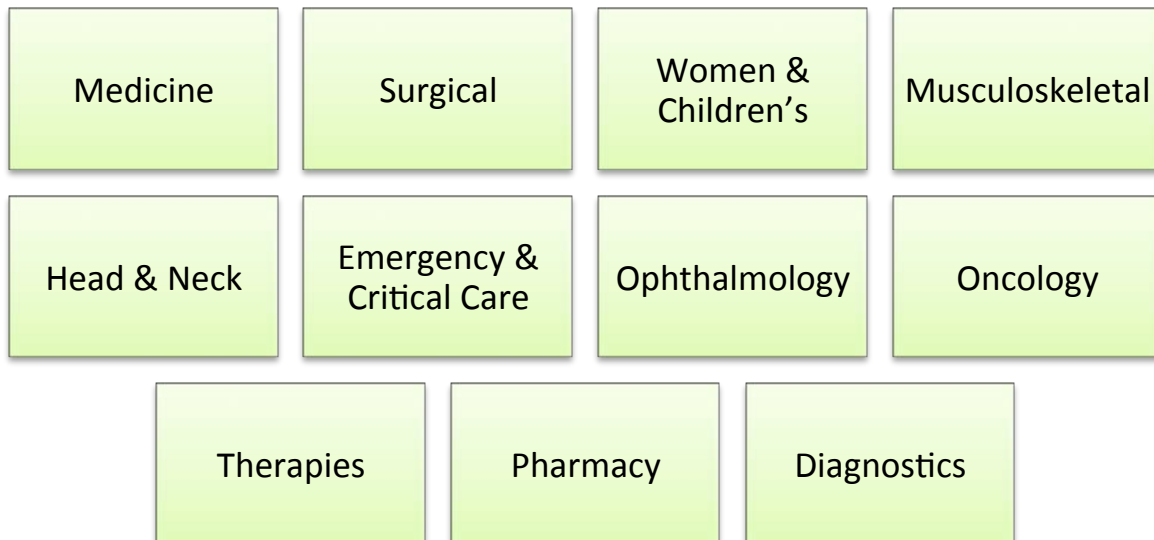 Medicine
Surgical
Women &
Children’s
Musculoskeletal
Head & Neck
Emergency &
Critical Care
Ophthalmology
Oncology
Therapies
Pharmacy
Diagnostics